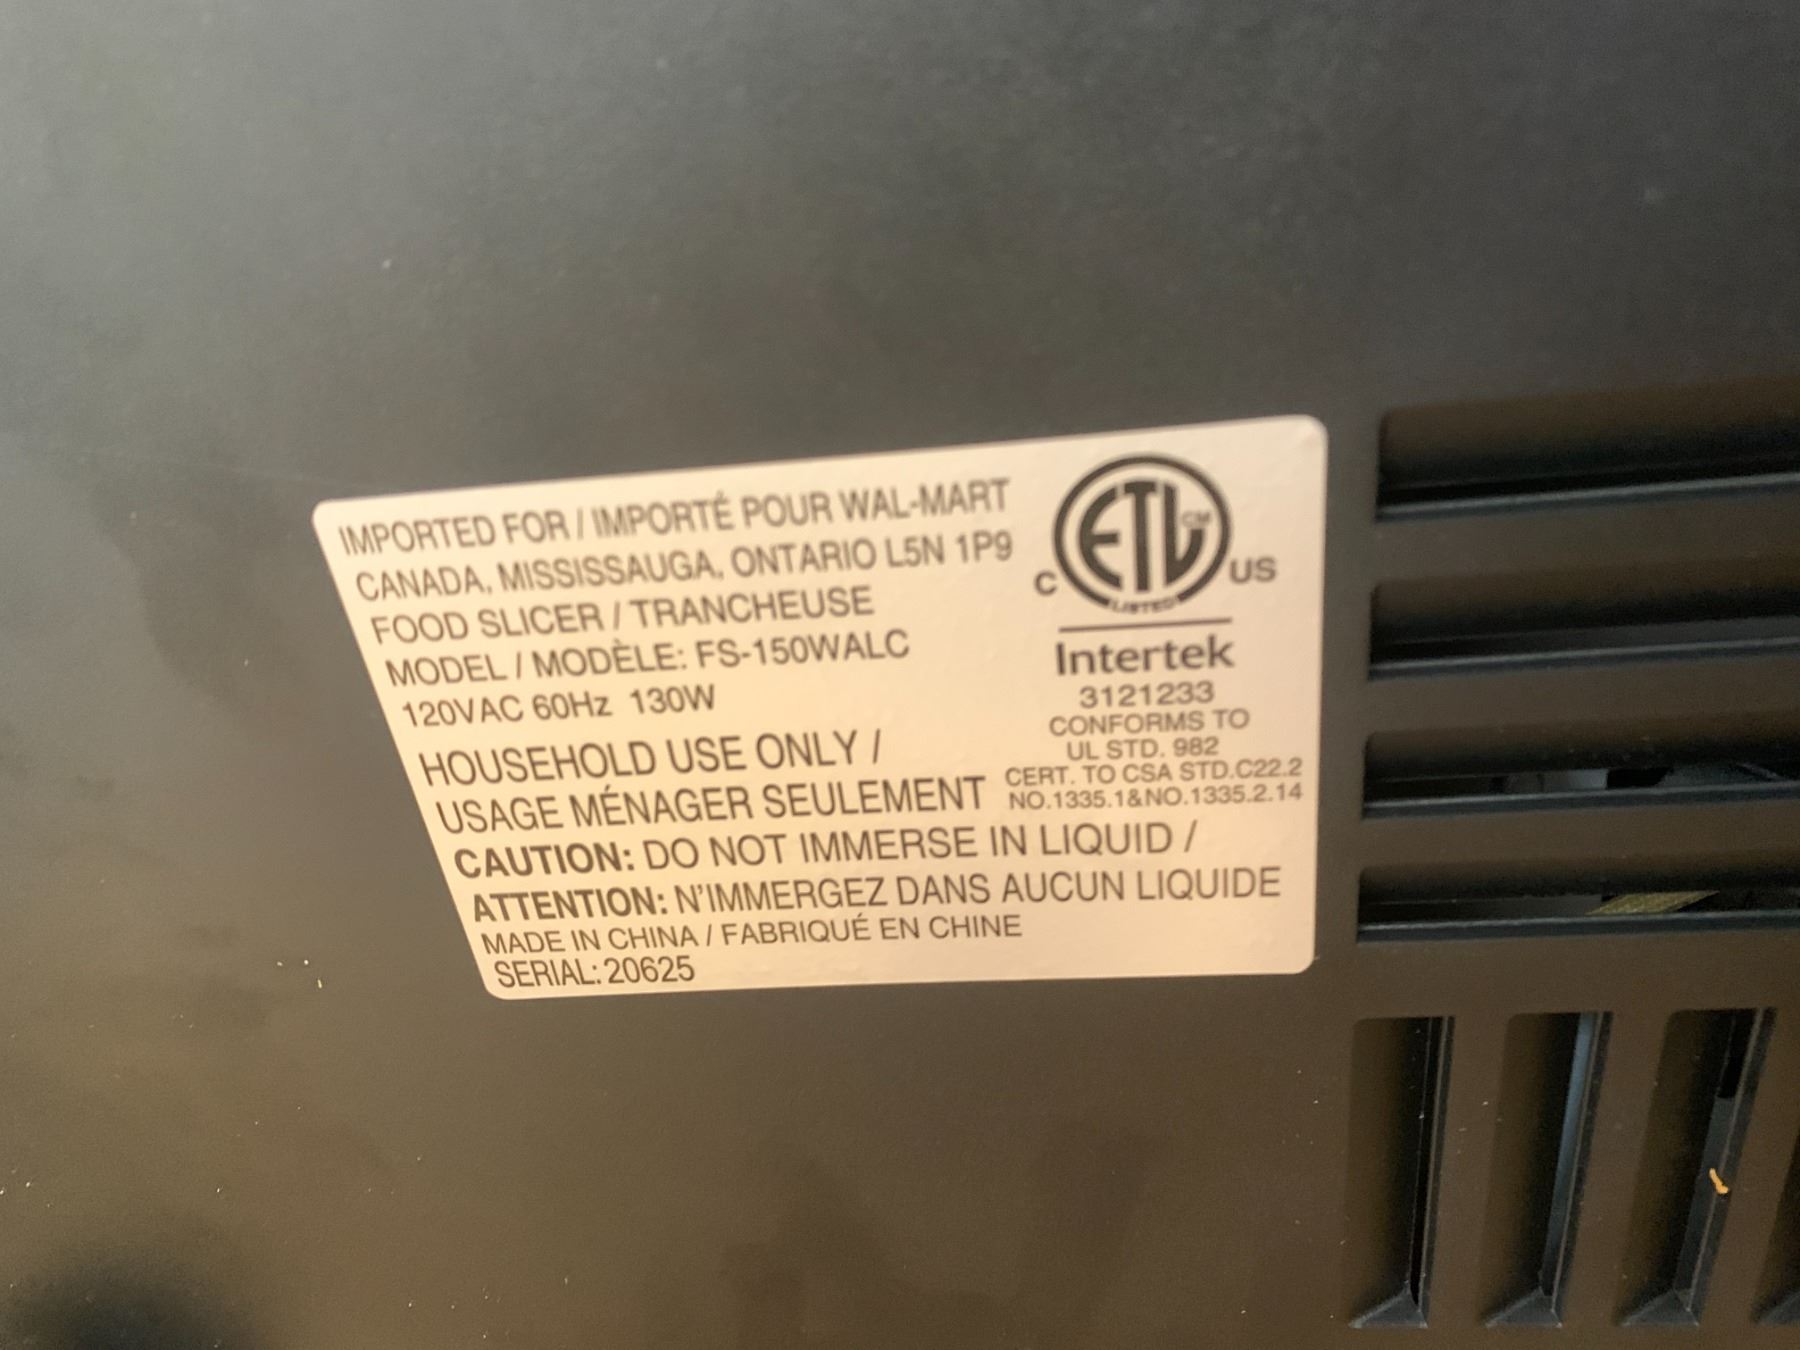 IMPORTED FOR / IMPORTÉ POUR WAL-MART
CANADA, MISSISSAUGA, ONTARIO L5N 1P9
FOOD SLICER / TRANCHEUSE
MODEL / MODÈLE: FS-150WALC
120VAC 60Hz 130W
HOUSEHOLD USE ONLY /
USAGE MÉNAGER SEULEMENT
CAUTION: DO NOT IMMERSE IN LIQUID /
ATTENTION: N'IMMERGEZ DANS AUCUN LIQUIDE
MADE IN CHINA / FABRIQUÉ EN CHINE
SERIAL: 20625
ETL CM
C US
LISTED
Intertek
3121233
CONFORMS TO
UL STD. 982
CERT. TO CSA STD.C22.2
NO.1335.1&NO.1335.2.14